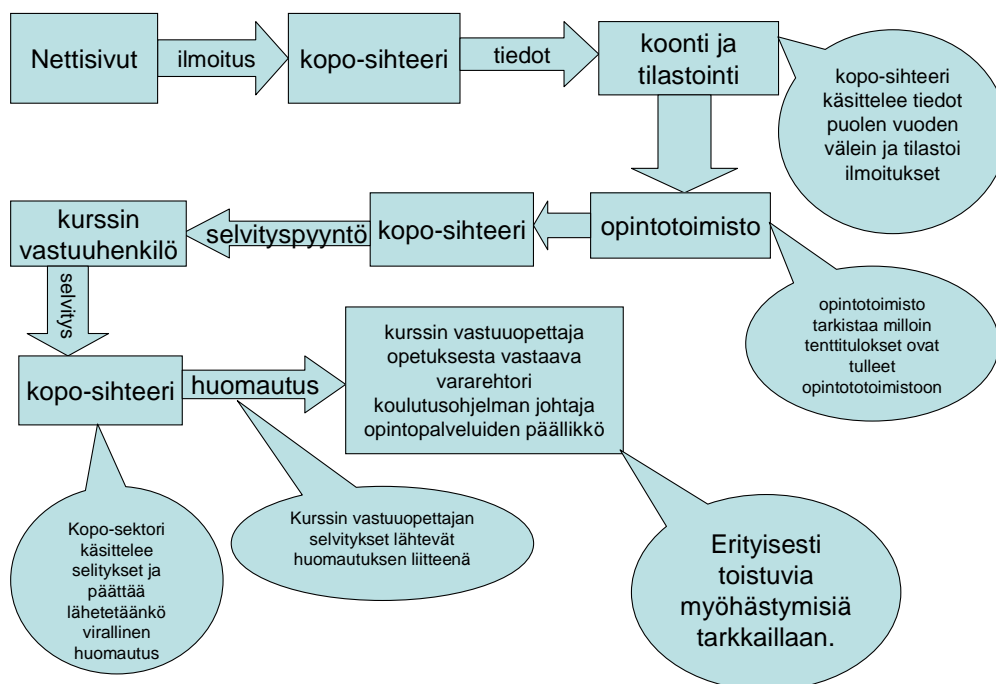 Nettisivut
ilmoitus
kopo-sihteeri
tiedot
koonti ja
tilastointi
kopo-sihteeri
käsittelee tiedot
puolen vuoden
välein ja tilastoi
ilmoitukset
kurssin
vastuuhenkilö
selvityspyyntö
kopo-sihteeri
opintotoimisto
selvitys
opintotoimisto
tarkistaa milloin
tenttitulokset ovat
tulleet
opintototoimistoon
kopo-sihteeri
huomautus
kurssin vastuuopettaja
opetuksesta vastaava
vararehtori
koulutusohjelman johtaja
opintopalveluiden päällikkö
Kopo-sektori
käsittelee
selitykset ja
päättää
lähetetäänkö
virallinen
huomautus
Kurssin vastuuopettajan
selvitykset lähtevät
huomautuksen liitteenä
Erityisesti
toistuvia
myöhästymisiä
tarkkaillaan.